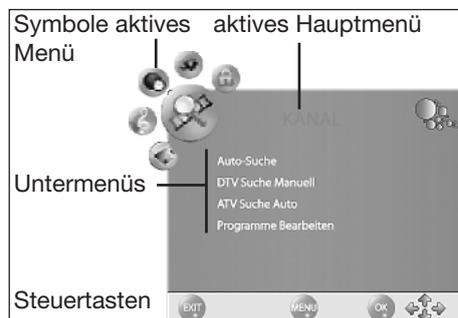 Symbole aktives Menü
aktives Hauptmenü
KANAL
Auto-Suche
DTV Suche Manuell
ATV Suche Auto
Programme Bearbeiten
Untermenüs
Steuertasten
EXIT
MENU
OK